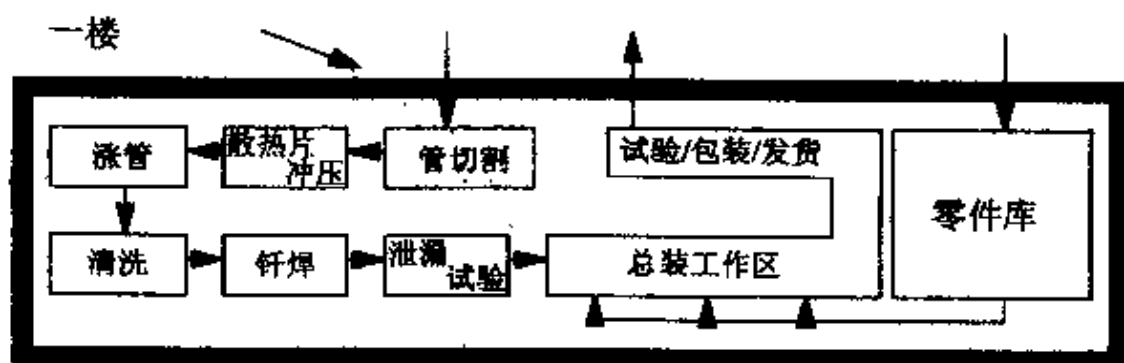 一楼
涨管
散热片
冲压
管切割
试验/包装/发货
零件库
清洗
钎焊
泄漏
试验
总装工作区